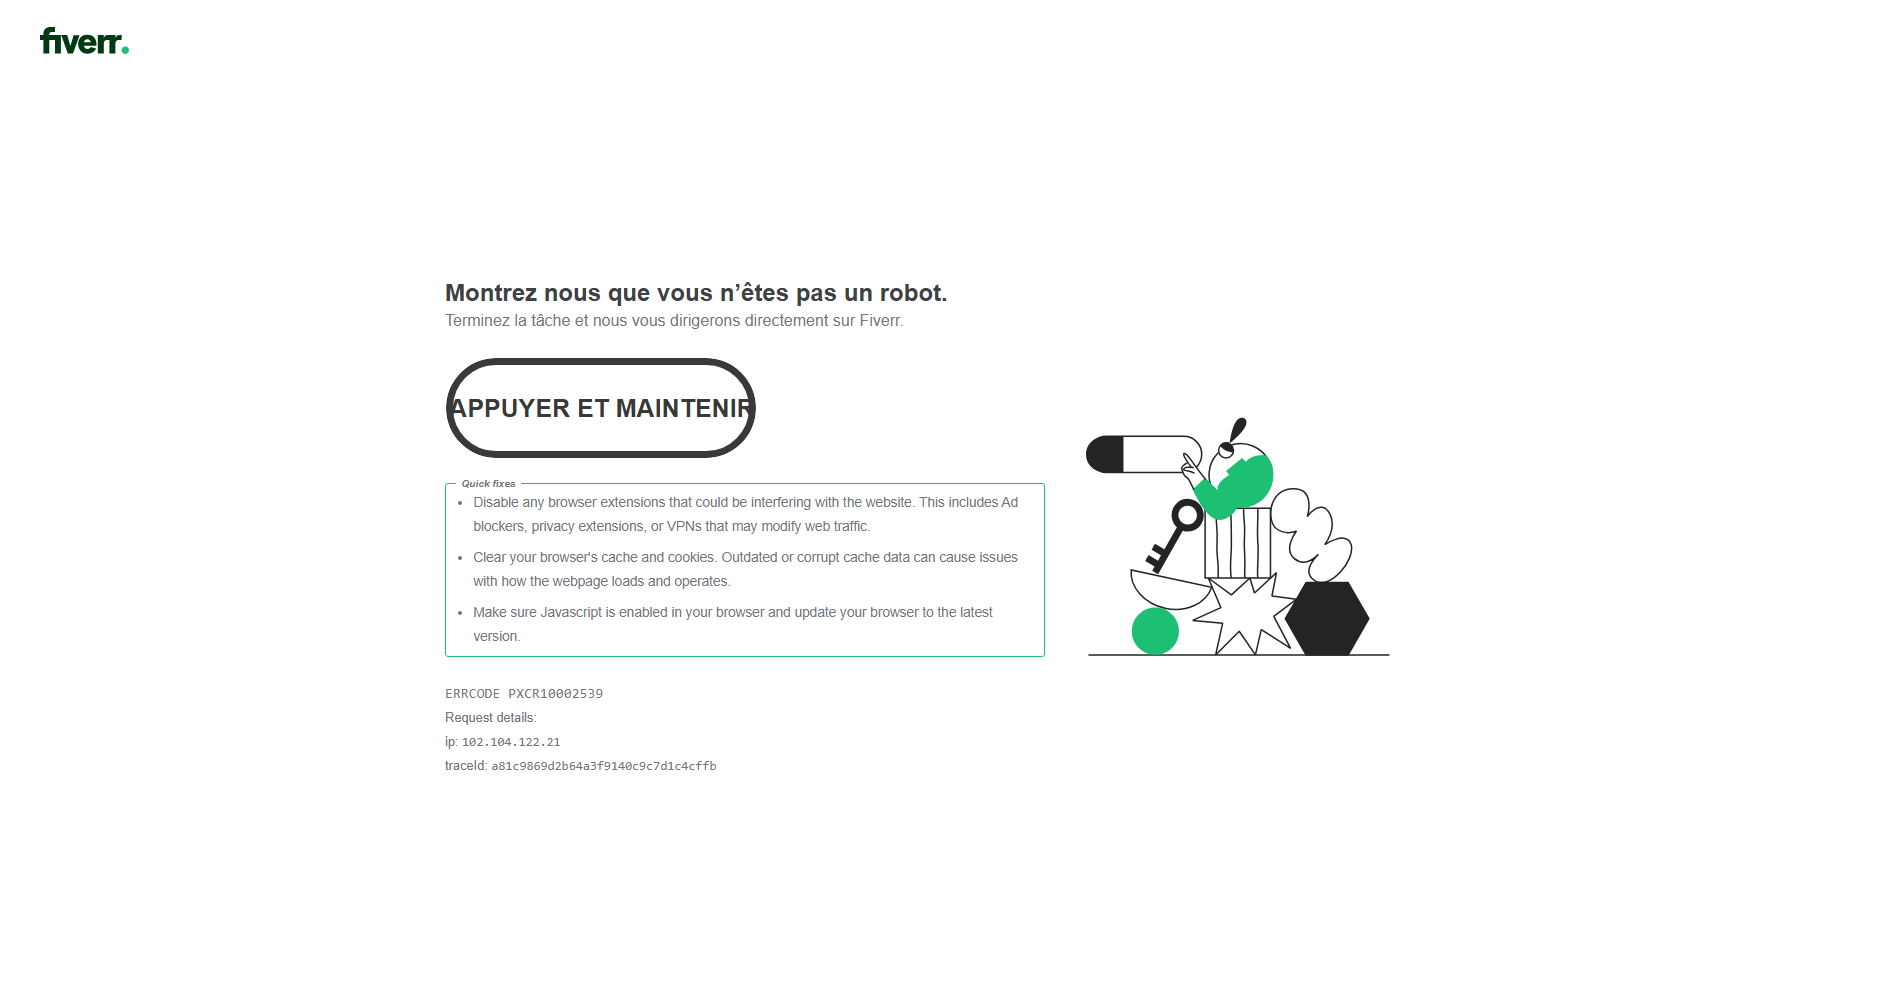 fiverr.
Montrez nous que vous n’êtes pas un robot.
Terminez la tâche et nous vous dirigerons directement sur Fiverr.
APPUYER ET MAINTENIR
Quick fixes
• Disable any browser extensions that could be interfering with the website. This includes Ad
blockers, privacy extensions, or VPNs that may modify web traffic.
• Clear your browser's cache and cookies. Outdated or corrupt cache data can cause issues
with how the webpage loads and operates.
• Make sure Javascript is enabled in your browser and update your browser to the latest
version.
ERRCODE PXCR10002539
Request details:
ip: 102.104.122.21
traceId: a81c9869d2b64a3f9140c9c7d1c4cffb